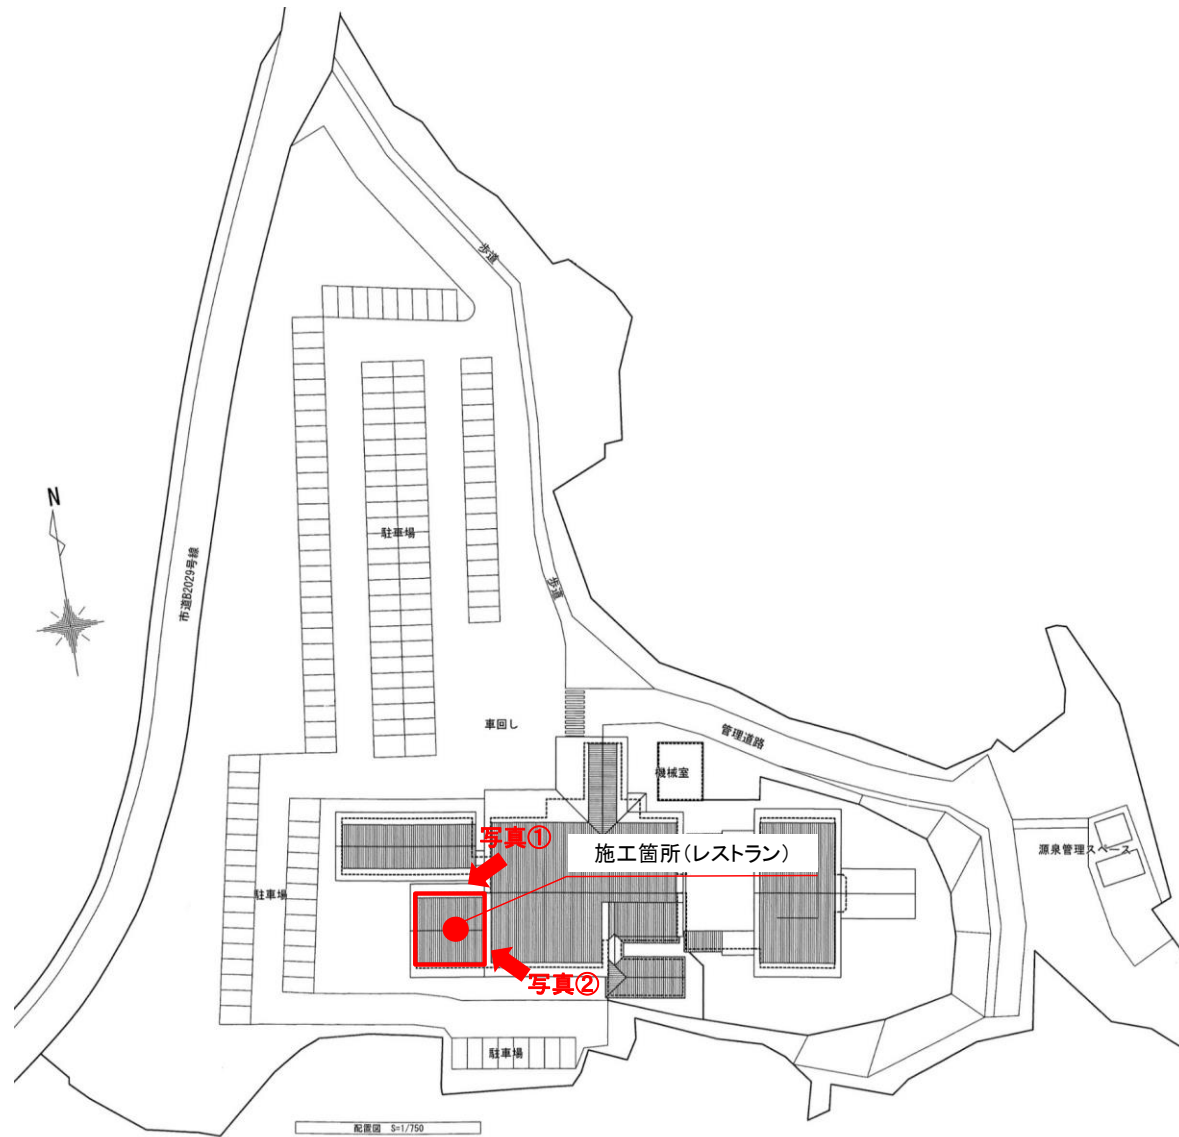 歩道
N
駐車場
市道B2029号線
歩道
車回し
管理道路
機械室
写真①
施工箇所(レストラン)
源泉管理スペース
駐車場
写真②
駐車場
配置図 S=1/750